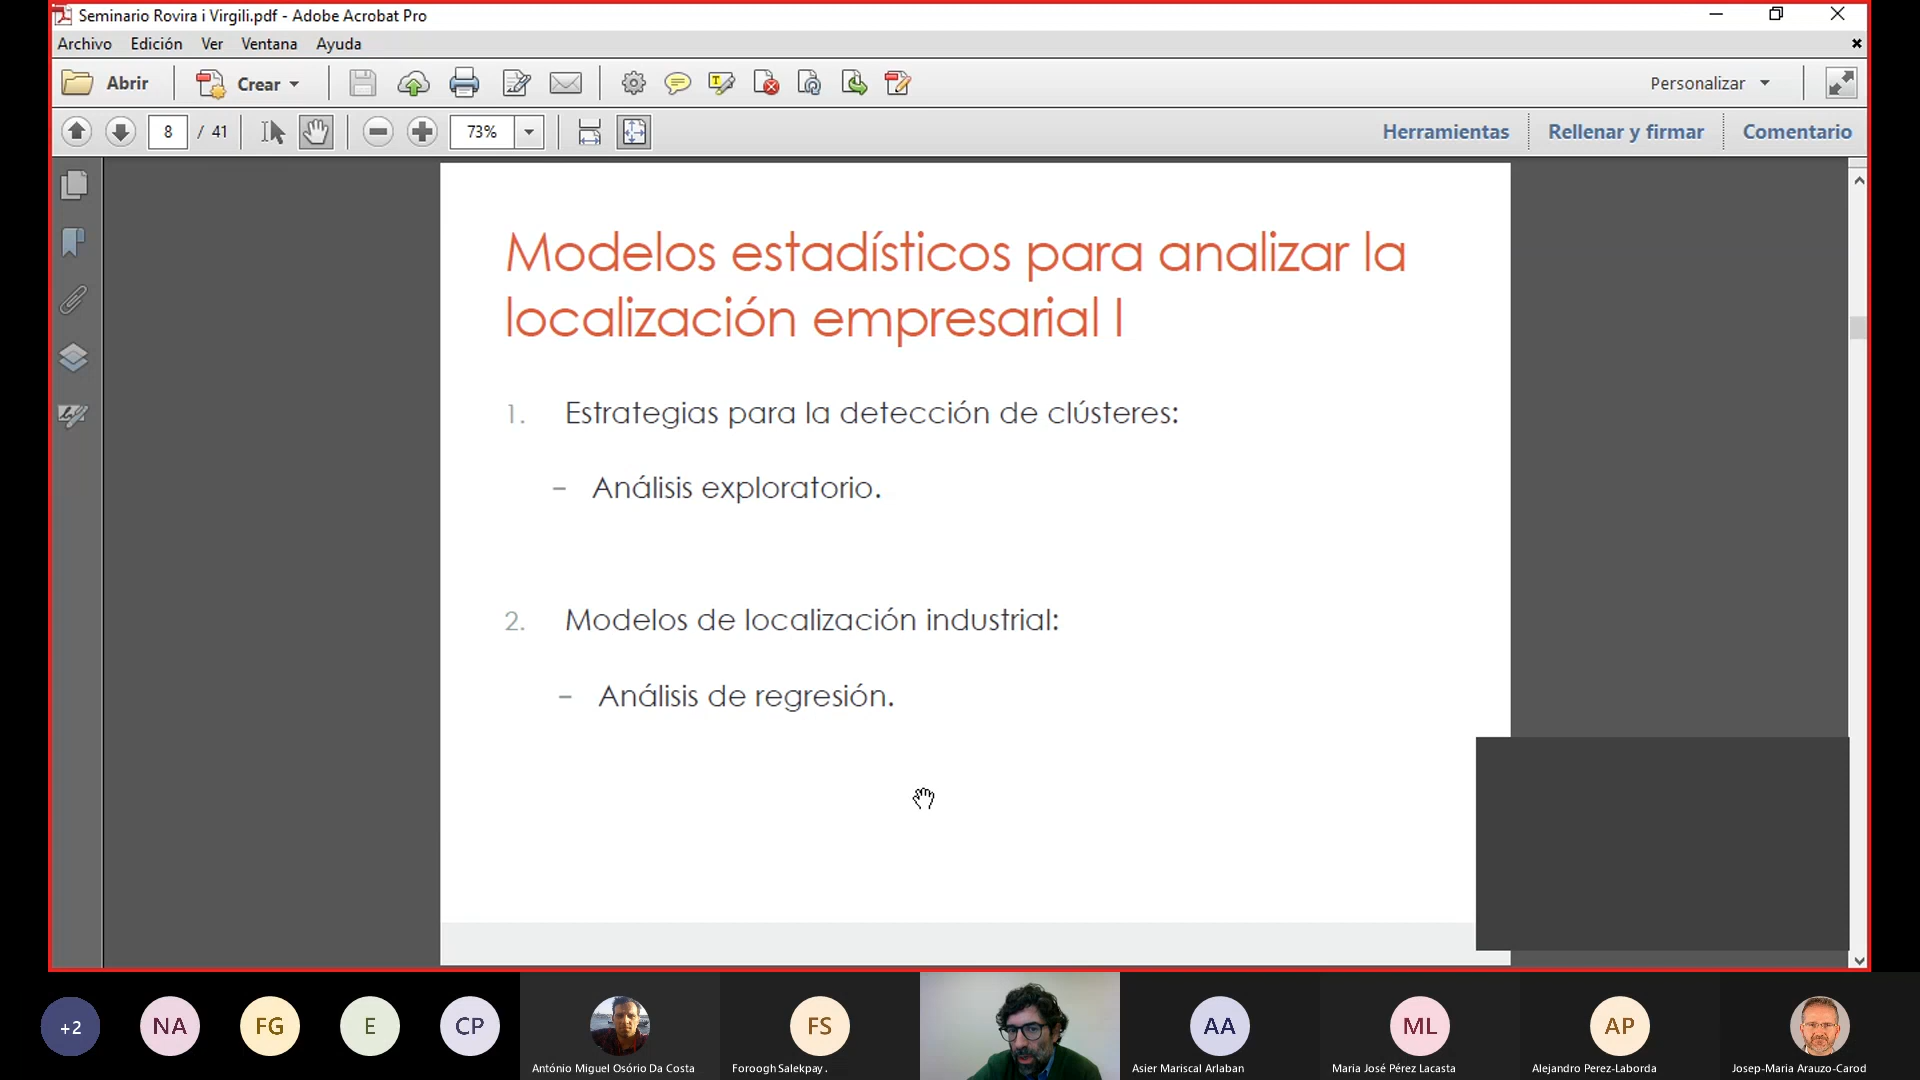 Seminario Rovira i Virgili.pdf - Adobe Acrobat Pro
Archivo Edición Ver Ventana Ayuda
Abrir Crear Personalizar
8 / 41 73% Herramientas Rellenar y firmar Comentario
Modelos estadísticos para analizar la
localización empresarial I
1. Estrategias para la detección de clústeres:
– Análisis exploratorio.
2. Modelos de localización industrial:
– Análisis de regresión.
+2 NA FG E CP FS AA ML AP
António Miguel Osório Da Costa Foroogh Salekpay . Asier Mariscal Arlaban Maria José Pérez Lacasta Alejandro Perez-Laborda Josep-Maria Arauzo-Carod